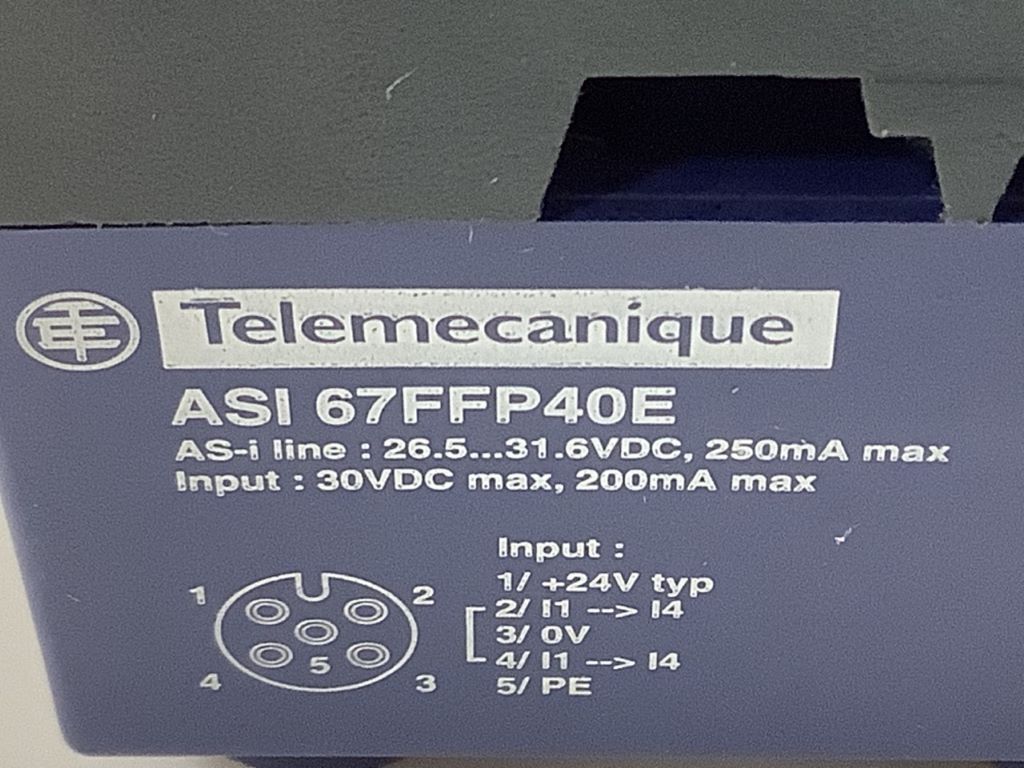 Telemecanique
ASI 67FFP40E
AS-i line : 26.5...31.6VDC, 250mA max
Input : 30VDC max, 200mA max
Input :
1/ +24V typ
2/ I1 --> I4
3/ 0V
4/ I1 --> I4
5/ PE
1 2
5
4 3